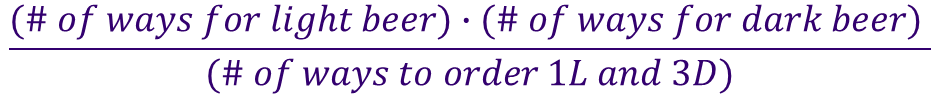 (# of ways for light beer) · (# of ways for dark beer)
(# of ways to order 1L and 3D)